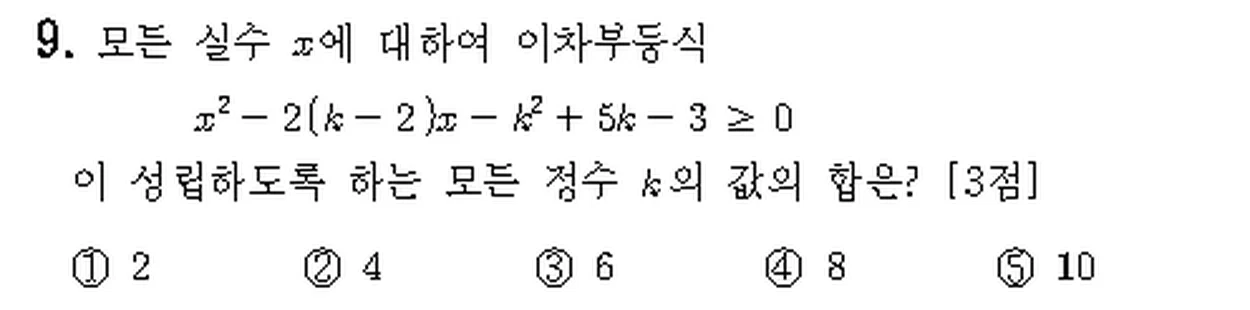 9. 모든 실수 x에 대하여 이차부등식
x² − 2(k − 2)x − k² + 5k − 3 ≥ 0
이 성립하도록 하는 모든 정수 k의 값의 합은? [3점]
① 2 ② 4 ③ 6 ④ 8 ⑤ 10